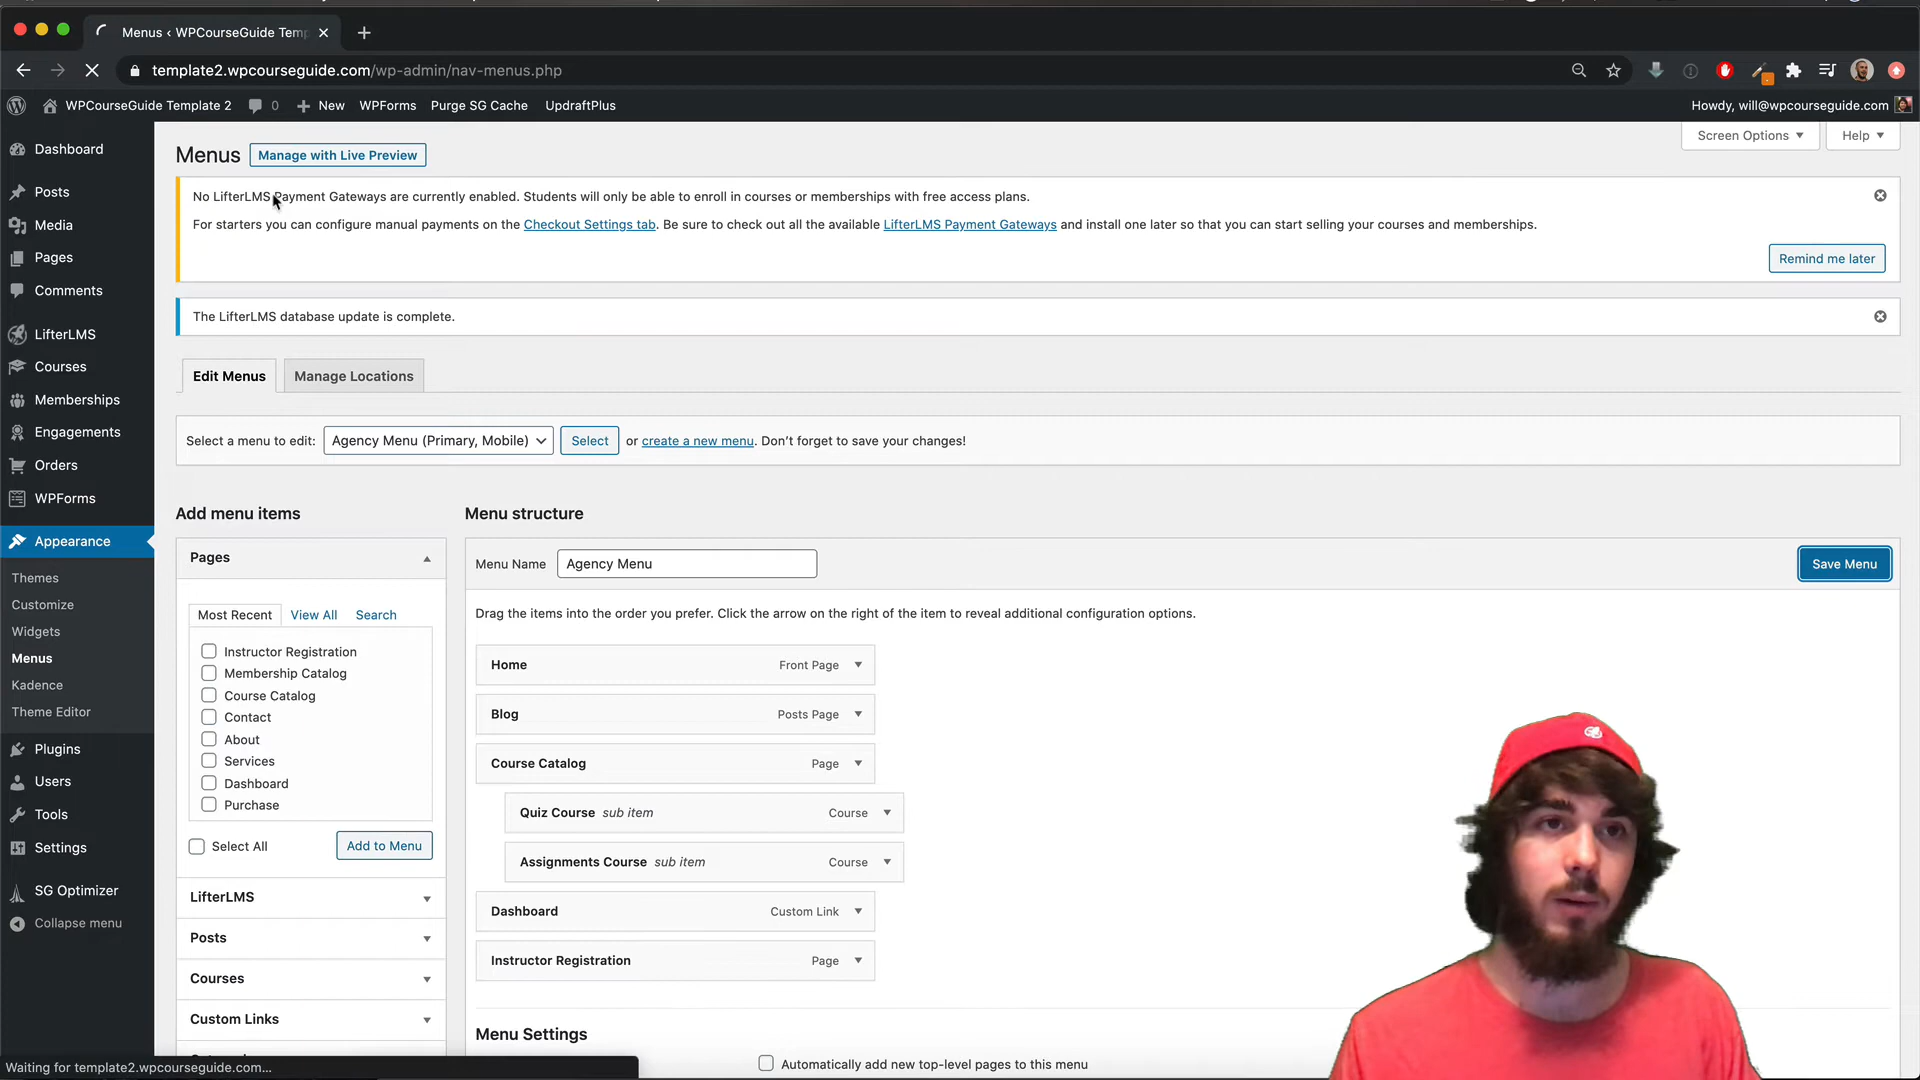 Menus ‹ WPCourseGuide Temp
template2.wpcourseguide.com/wp-admin/nav-menus.php
WPCourseGuide Template 2
0
New
WPForms
Purge SG Cache
UpdraftPlus
Howdy, will@wpcourseguide.com
Dashboard
Posts
Media
Pages
Comments
LifterLMS
Courses
Memberships
Engagements
Orders
WPForms
Appearance
Themes
Customize
Widgets
Menus
Kadence
Theme Editor
Plugins
Users
Tools
Settings
SG Optimizer
Collapse menu
Screen Options
Help
Menus
Manage with Live Preview
No LifterLMS Payment Gateways are currently enabled. Students will only be able to enroll in courses or memberships with free access plans.
For starters you can configure manual payments on the Checkout Settings tab. Be sure to check out all the available LifterLMS Payment Gateways and install one later so that you can start selling your courses and memberships.
Remind me later
The LifterLMS database update is complete.
Edit Menus
Manage Locations
Select a menu to edit:
Agency Menu (Primary, Mobile)
Select
or create a new menu. Don't forget to save your changes!
Add menu items
Pages
Most Recent
View All
Search
Instructor Registration
Membership Catalog
Course Catalog
Contact
About
Services
Dashboard
Purchase
Select All
Add to Menu
LifterLMS
Posts
Courses
Custom Links
Menu structure
Menu Name
Agency Menu
Save Menu
Drag the items into the order you prefer. Click the arrow on the right of the item to reveal additional configuration options.
Home Front Page
Blog Posts Page
Course Catalog Page
Quiz Course sub item Course
Assignments Course sub item Course
Dashboard Custom Link
Instructor Registration Page
Menu Settings
Automatically add new top-level pages to this menu
Waiting for template2.wpcourseguide.com...